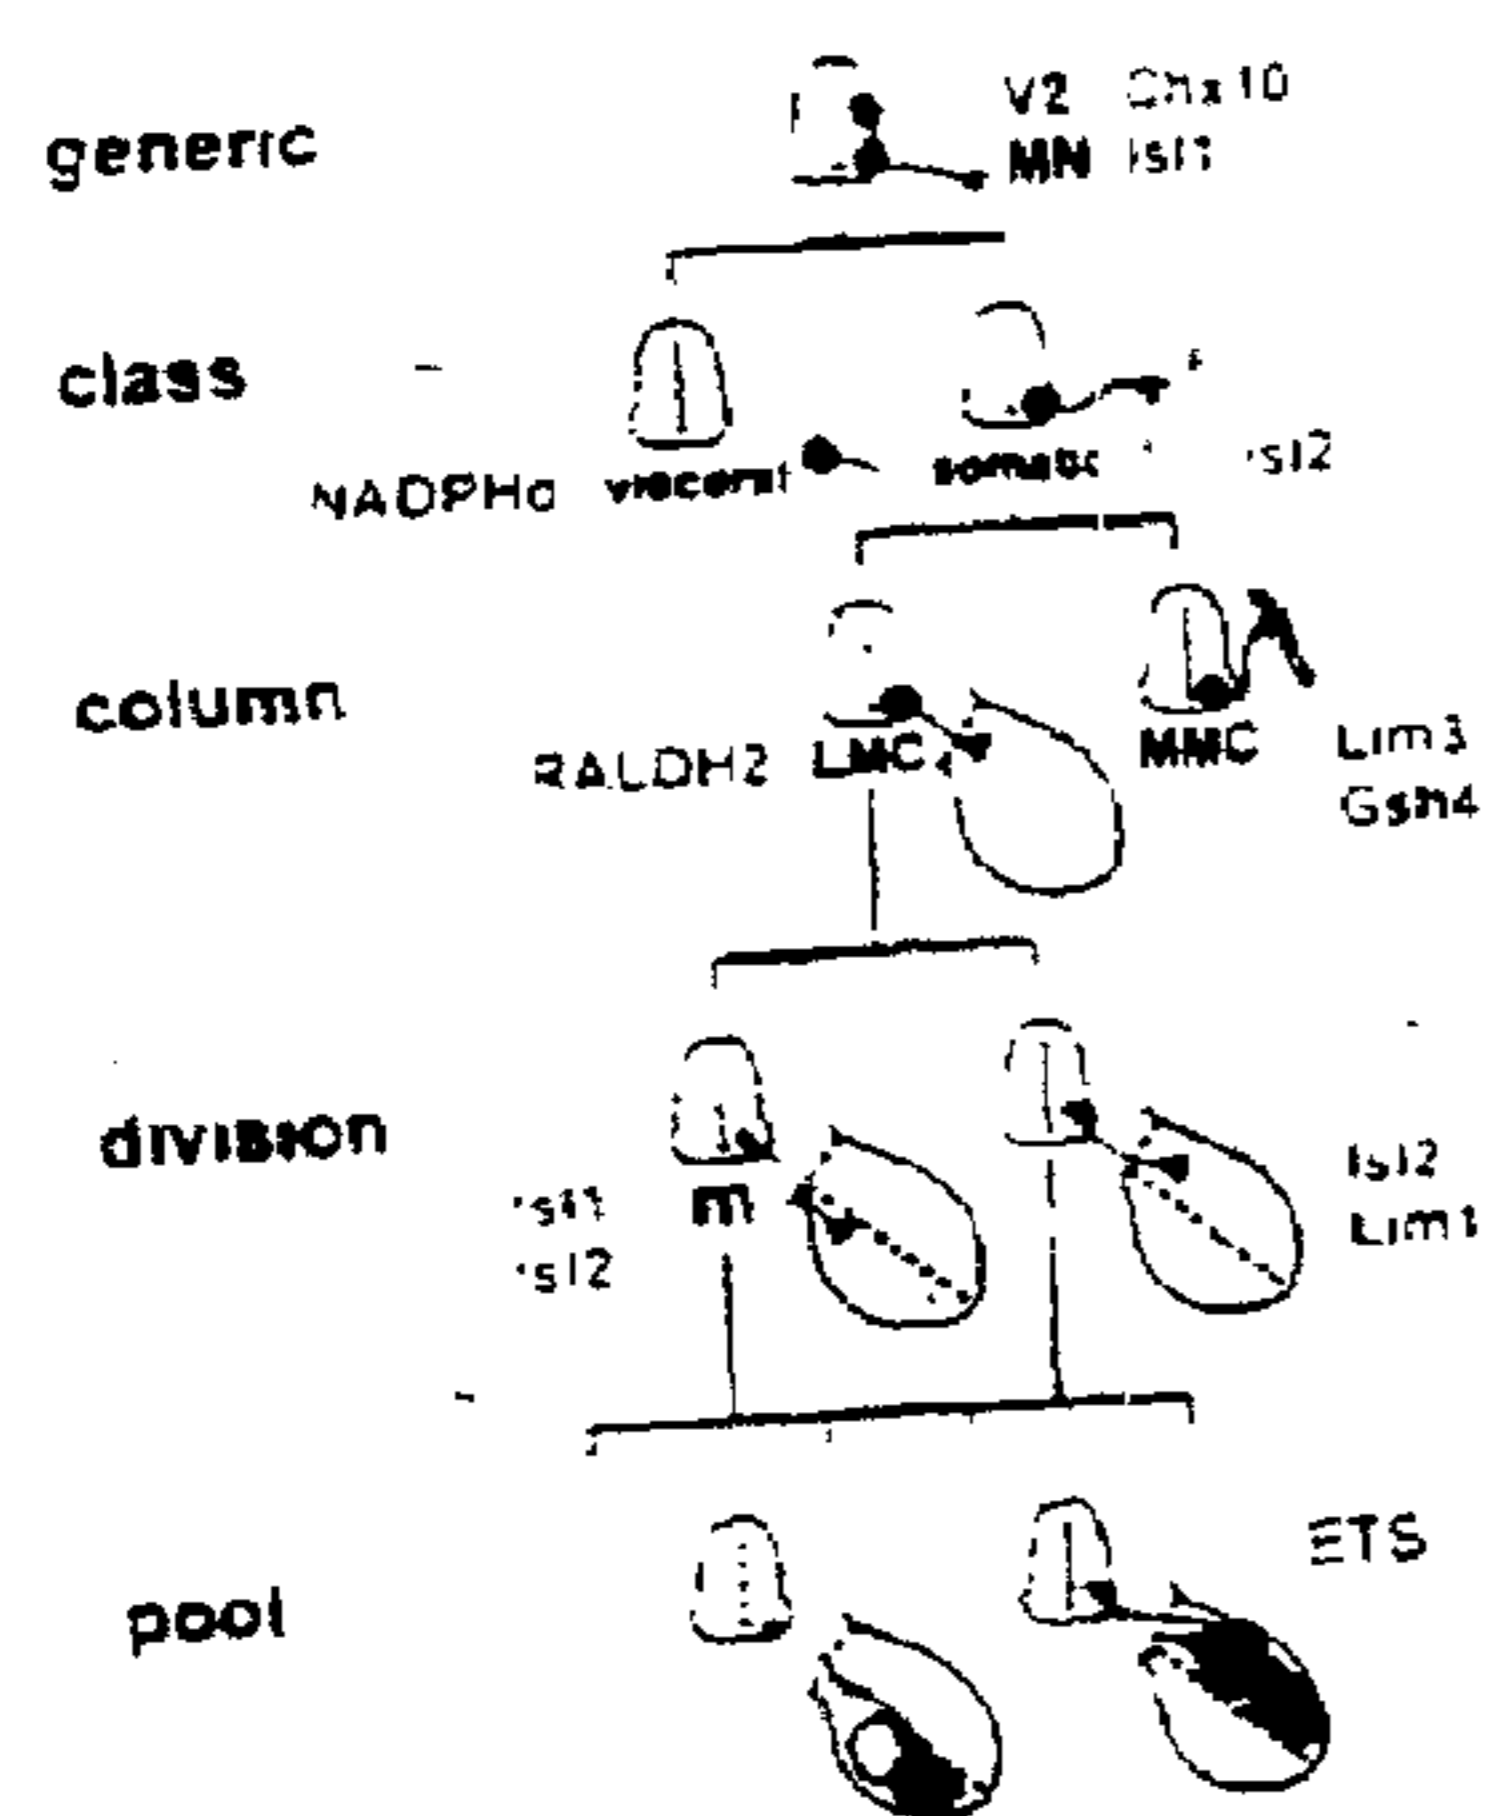 generic
V2 Chx10
MN Isl1
class
NADPHd visceral somatic Isl2
column
RALDH2 LMC MMC Lim3
Gsh4
division
Isl1 m Isl2
Isl2 Lim1
pool
ETS